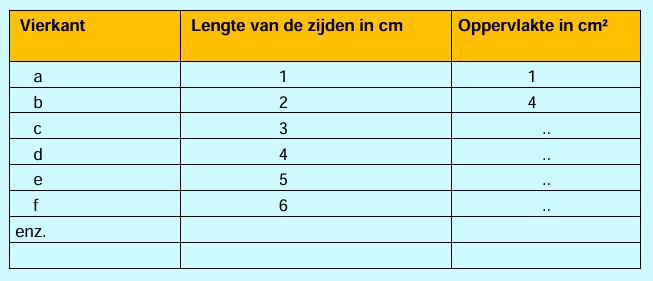 Vierkant Lengte van de zijden in cm Oppervlakte in cm²
a 1 1
b 2 4
c 3 ..
d 4 ..
e 5 ..
f 6 ..
enz.